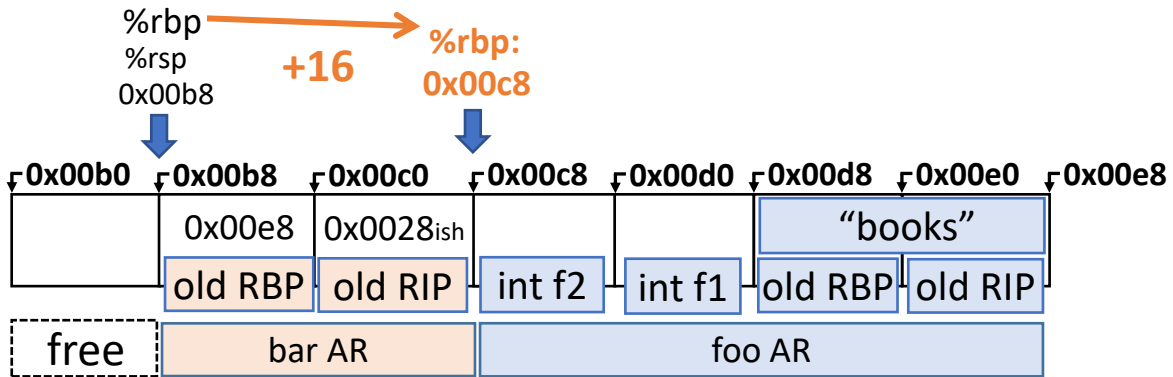 %rbp
%rsp
0x00b8
+16
%rbp:
0x00c8
0x00b0 0x00b8 0x00c0 0x00c8 0x00d0 0x00d8 0x00e0 0x00e8
0x00e8 0x0028ish “books”
old RBP old RIP int f2 int f1 old RBP old RIP
free bar AR foo AR